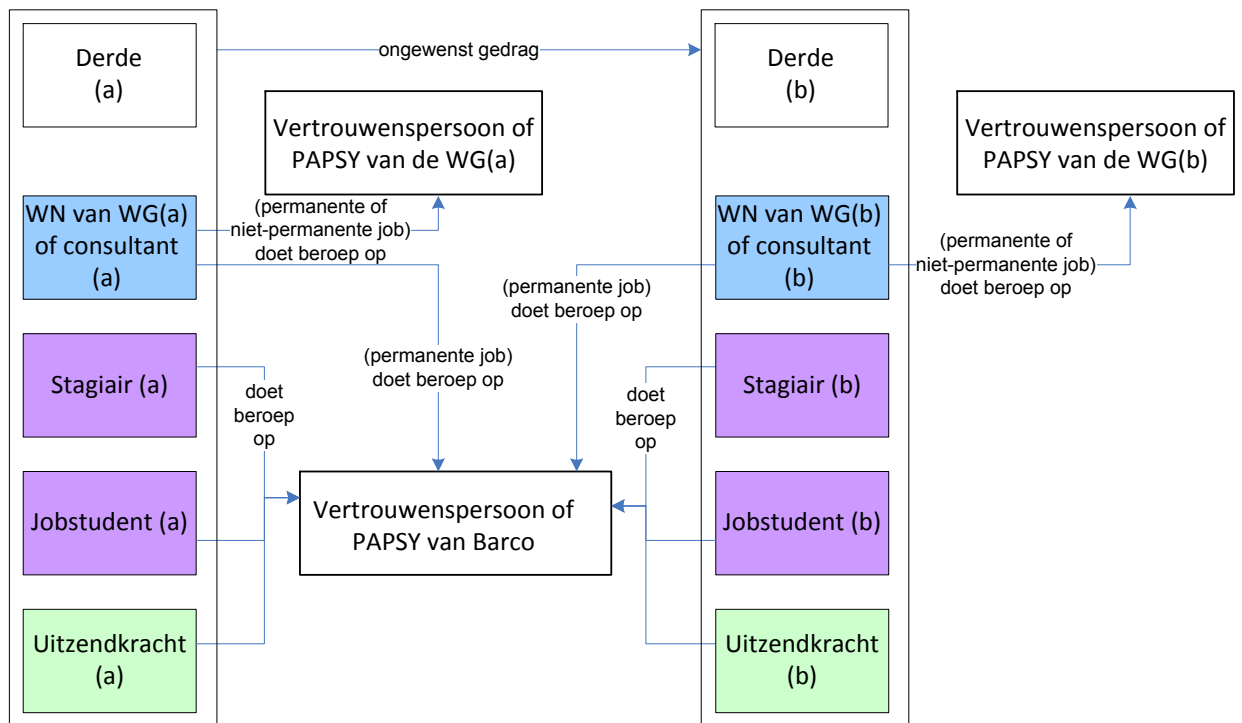 Derde
(a)
ongewenst gedrag
Derde
(b)
Vertrouwenspersoon of
PAPSY van de WG(a)
Vertrouwenspersoon of
PAPSY van de WG(b)
WN van WG(a)
of consultant
(a)
(permanente of
niet-permanente job)
doet beroep op
WN van WG(b)
of consultant
(b)
(permanente of
niet-permanente job)
doet beroep op
(permanente job)
doet beroep op
(permanente job)
doet beroep op
Stagiair (a)
doet
beroep
op
Stagiair (b)
doet
beroep
op
Jobstudent (a)
Vertrouwenspersoon of
PAPSY van Barco
Jobstudent (b)
Uitzendkracht
(a)
Uitzendkracht
(b)